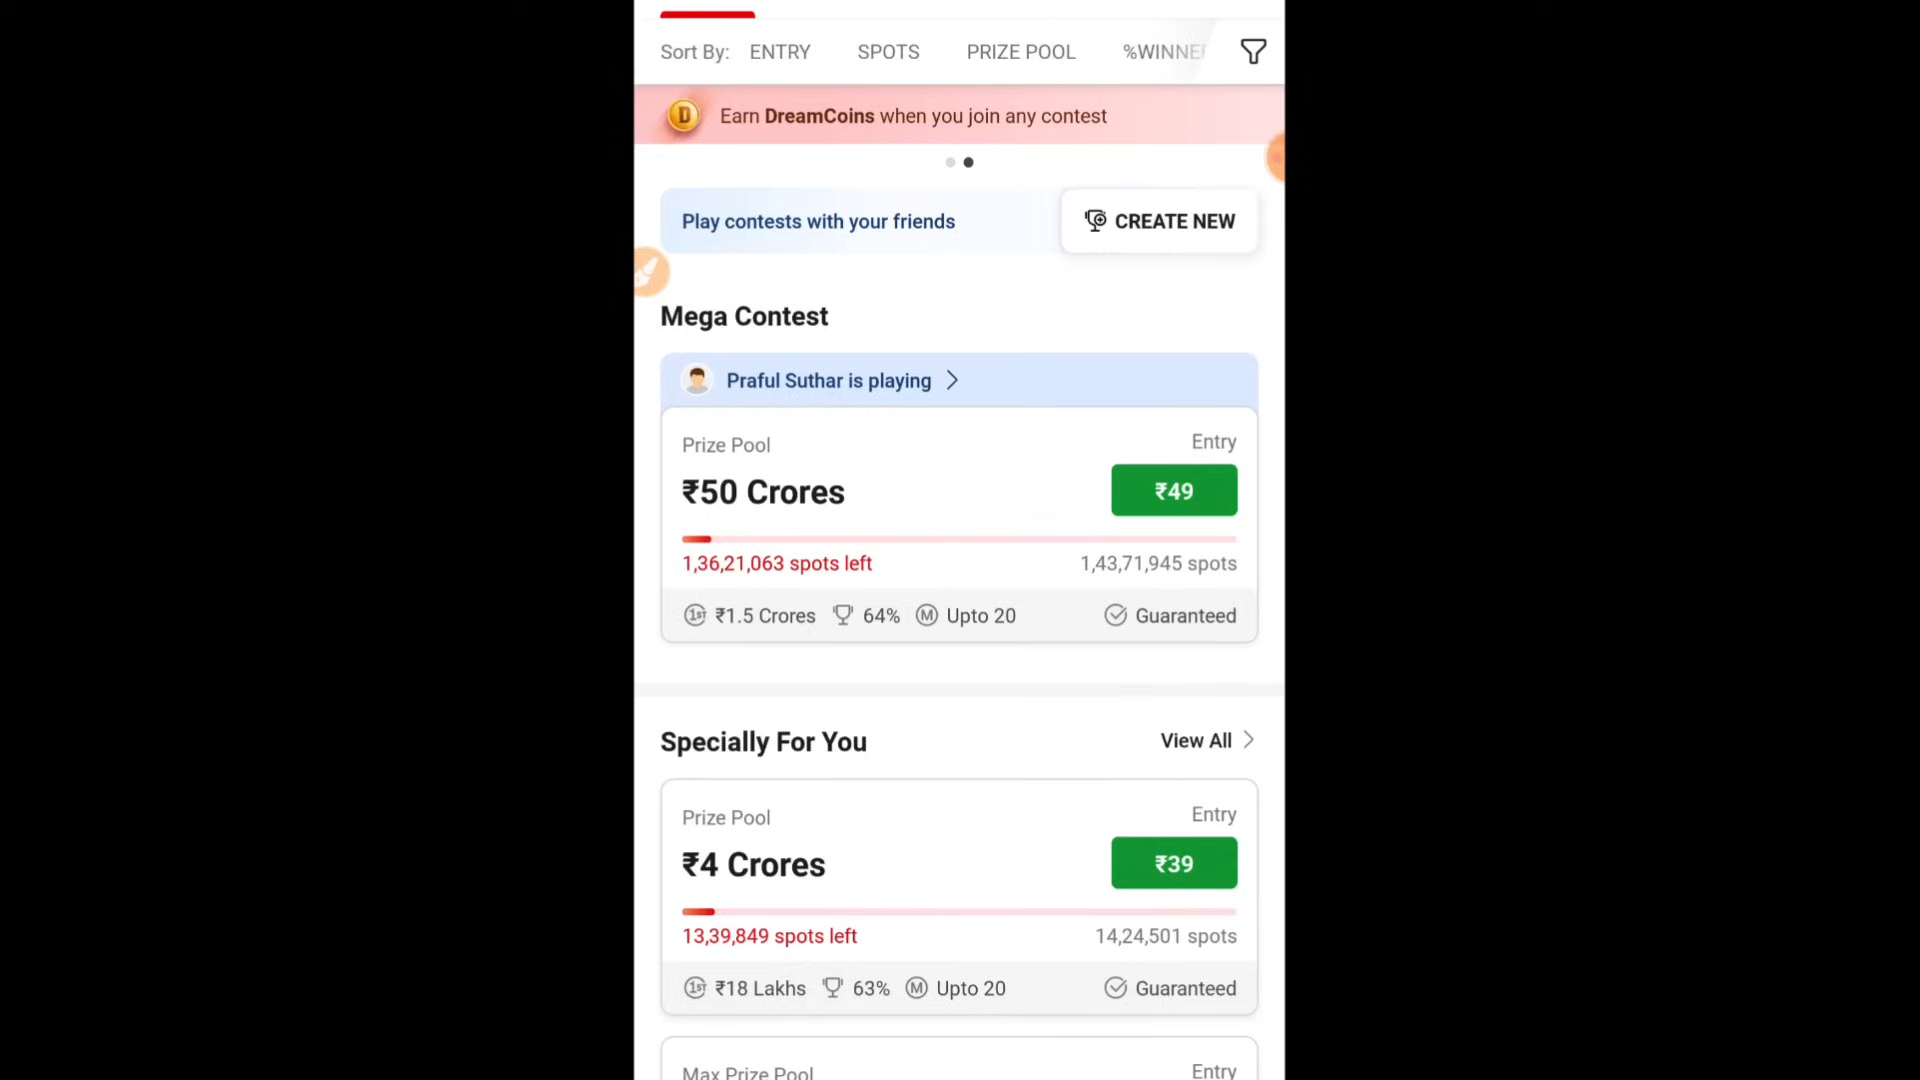 Sort By: ENTRY SPOTS PRIZE POOL %WINNE
D Earn DreamCoins when you join any contest
Play contests with your friends CREATE NEW
Mega Contest
Praful Suthar is playing
Prize Pool Entry
₹50 Crores ₹49
1,36,21,063 spots left 1,43,71,945 spots
1ST ₹1.5 Crores 64% M Upto 20 Guaranteed
Specially For You View All
Prize Pool Entry
₹4 Crores ₹39
13,39,849 spots left 14,24,501 spots
1ST ₹18 Lakhs 63% M Upto 20 Guaranteed
Max Prize Pool Entry